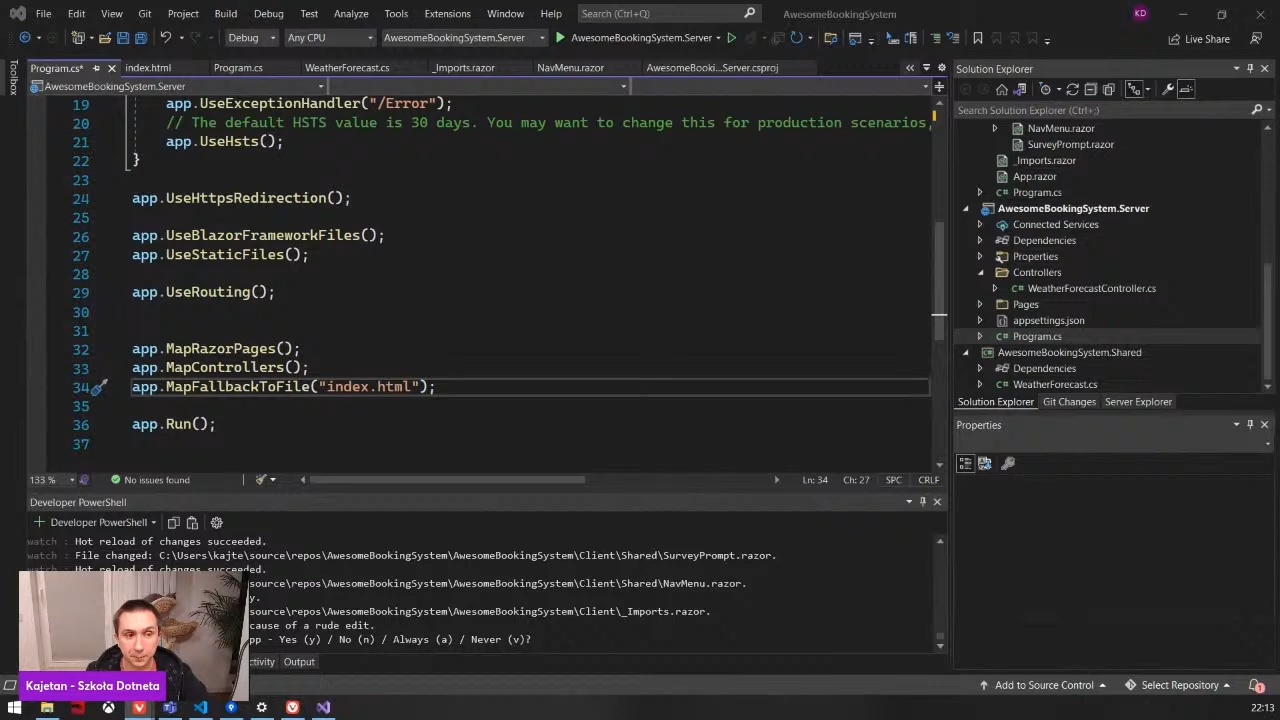 File Edit View Git Project Build Debug Test Analyze Tools Extensions Window Help Search (Ctrl+Q) AwesomeBookingSystem KD
Debug Any CPU AwesomeBookingSystem.Server AwesomeBookingSystem.Server Live Share
Toolbox
Program.cs* index.html Program.cs WeatherForecast.cs _Imports.razor NavMenu.razor AwesomeBooki...Server.csproj
AwesomeBookingSystem.Server
19 app.UseExceptionHandler("/Error");
20 // The default HSTS value is 30 days. You may want to change this for production scenarios,
21 app.UseHsts();
22 }
23
24 app.UseHttpsRedirection();
25
26 app.UseBlazorFrameworkFiles();
27 app.UseStaticFiles();
28
29 app.UseRouting();
30
31
32 app.MapRazorPages();
33 app.MapControllers();
34 app.MapFallbackToFile("index.html");
35
36 app.Run();
37
133 % No issues found Ln: 34 Ch: 27 SPC CRLF
Developer PowerShell
Developer PowerShell
watch : Hot reload of changes succeeded.
watch : File changed: C:\Users\kajte\source\repos\AwesomeBookingSystem\AwesomeBookingSystem\Client\Shared\SurveyPrompt.razor.
watch : Hot reload of changes succeeded.
\source\repos\AwesomeBookingSystem\AwesomeBookingSystem\Client\Shared\NavMenu.razor.
y.
\source\repos\AwesomeBookingSystem\AwesomeBookingSystem\Client\_Imports.razor.
cause of a rude edit.
pp - Yes (y) / No (n) / Always (a) / Never (v)?
ctivity Output
Kajetan - Szkoła Dotneta
Solution Explorer
Search Solution Explorer (Ctrl+;)
NavMenu.razor
SurveyPrompt.razor
_Imports.razor
App.razor
Program.cs
AwesomeBookingSystem.Server
Connected Services
Dependencies
Properties
Controllers
WeatherForecastController.cs
Pages
appsettings.json
Program.cs
AwesomeBookingSystem.Shared
Dependencies
WeatherForecast.cs
Solution Explorer Git Changes Server Explorer
Properties
Add to Source Control Select Repository 1
22:13